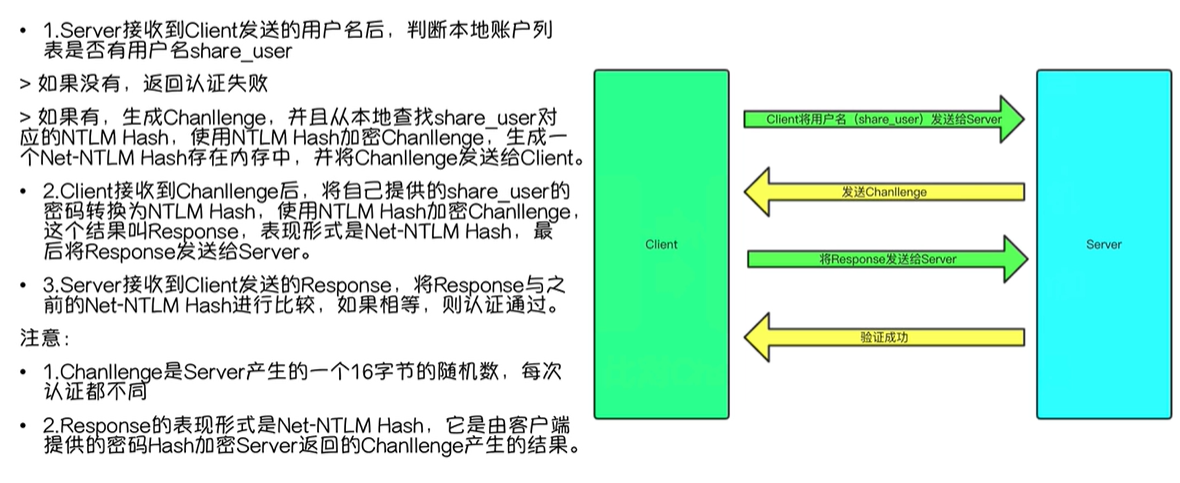 • 1.Server接收到Client发送的用户名后，判断本地账户列
表是否有用户名share_user
> 如果没有，返回认证失败
> 如果有，生成Chanllenge，并且从本地查找share_user对
应的NTLM Hash，使用NTLM Hash加密Chanllenge，生成一
个Net-NTLM Hash存在内存中，并将Chanllenge发送给Client。
• 2.Client接收到Chanllenge后，将自己提供的share_user的
密码转换为NTLM Hash，使用NTLM Hash加密Chanllenge，
这个结果叫Response，表现形式是Net-NTLM Hash，最
后将Response发送给Server。
• 3.Server接收到Client发送的Response，将Response与之
前的Net-NTLM Hash进行比较，如果相等，则认证通过。
注意：
• 1.Chanllenge是Server产生的一个16字节的随机数，每次
认证都不同
• 2.Response的表现形式是Net-NTLM Hash，它是由客户端
提供的密码Hash加密Server返回的Chanllenge产生的结果。
Client将用户名（share_user）发送给Server
发送Chanllenge
Client
Server
将Response发送给Server
验证成功